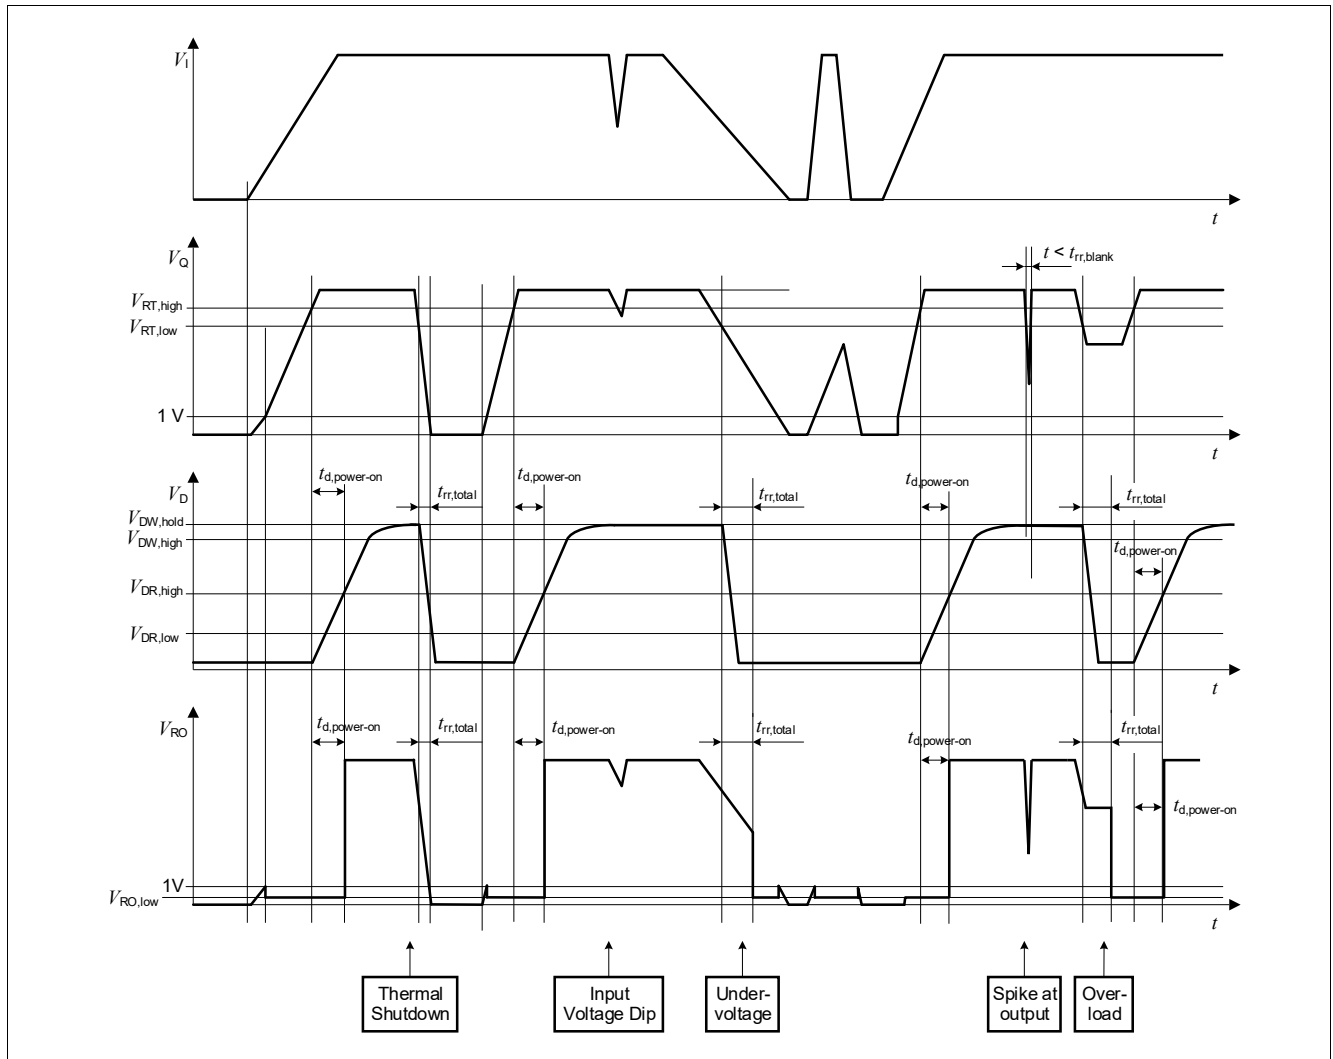 V_I
t
V_Q
t < t_rr,blank
V_RT,high
V_RT,low
1 V
t
V_D
t_d,power-on
t_rr,total
t_d,power-on
t_rr,total
t_d,power-on
t_rr,total
V_DW,hold
V_DW,high
t_d,power-on
V_DR,high
V_DR,low
t
V_RO
t_d,power-on
t_rr,total
t_d,power-on
t_rr,total
t_d,power-on
t_rr,total
t_d,power-on
1V
V_RO,low
t
Thermal
Shutdown
Input
Voltage Dip
Under-
voltage
Spike at
output
Over-
load